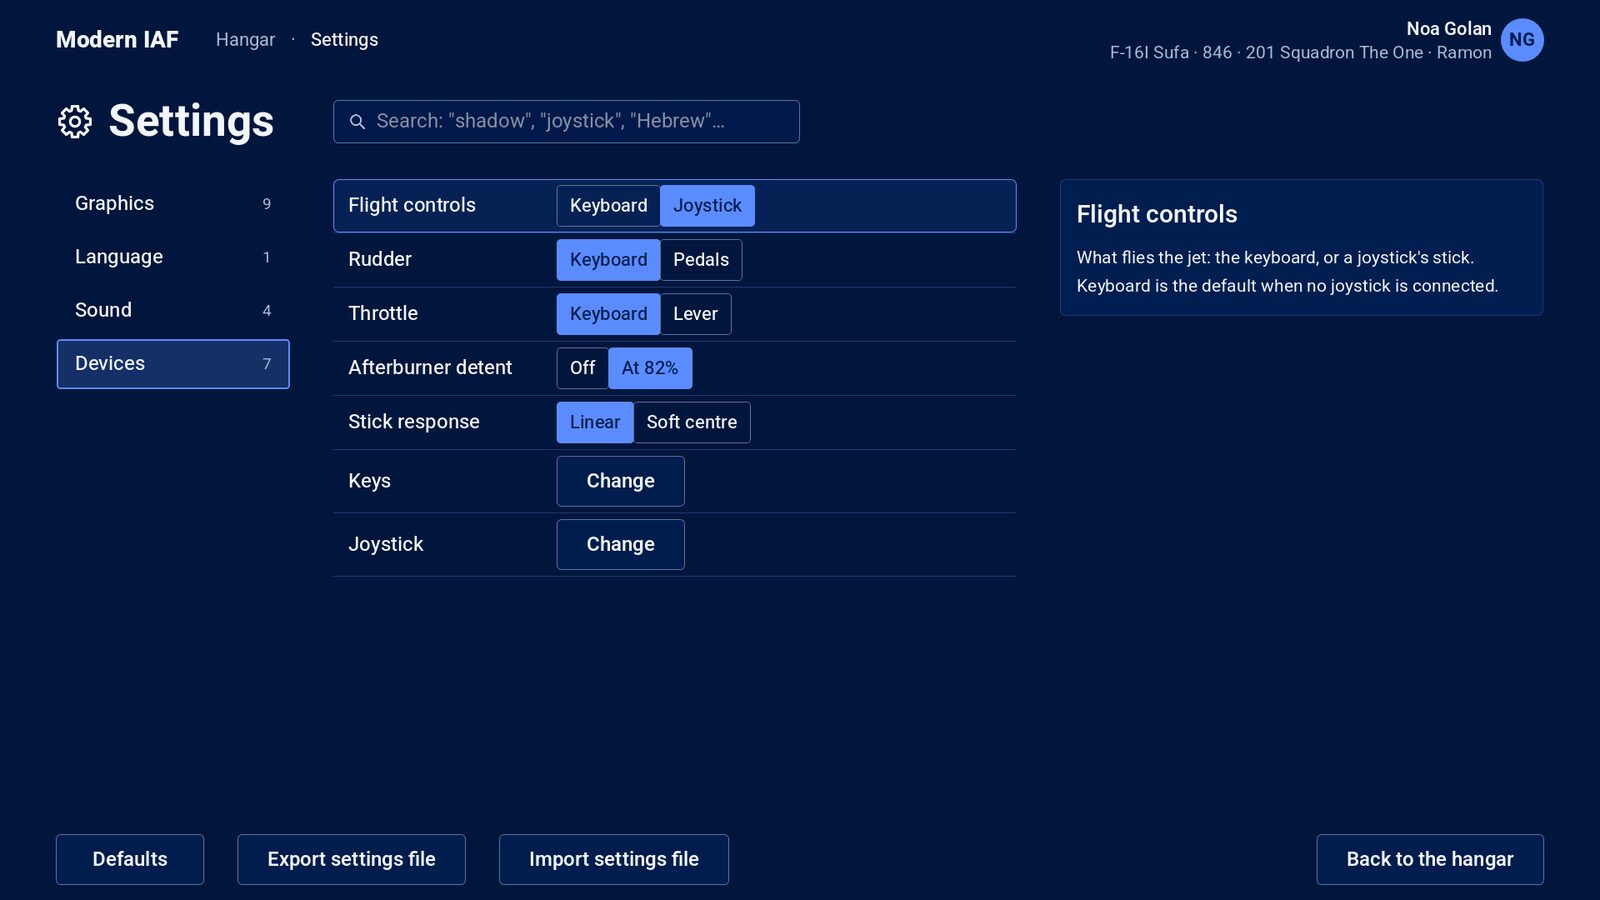 Modern IAF
Hangar · Settings
Noa Golan
F-16I Sufa · 846 · 201 Squadron The One · Ramon
NG
Settings
Search: "shadow", "joystick", "Hebrew"...
Graphics 9
Language 1
Sound 4
Devices 7
Flight controls Keyboard Joystick
Rudder Keyboard Pedals
Throttle Keyboard Lever
Afterburner detent Off At 82%
Stick response Linear Soft centre
Keys Change
Joystick Change
Flight controls
What flies the jet: the keyboard, or a joystick's stick.
Keyboard is the default when no joystick is connected.
Defaults
Export settings file
Import settings file
Back to the hangar